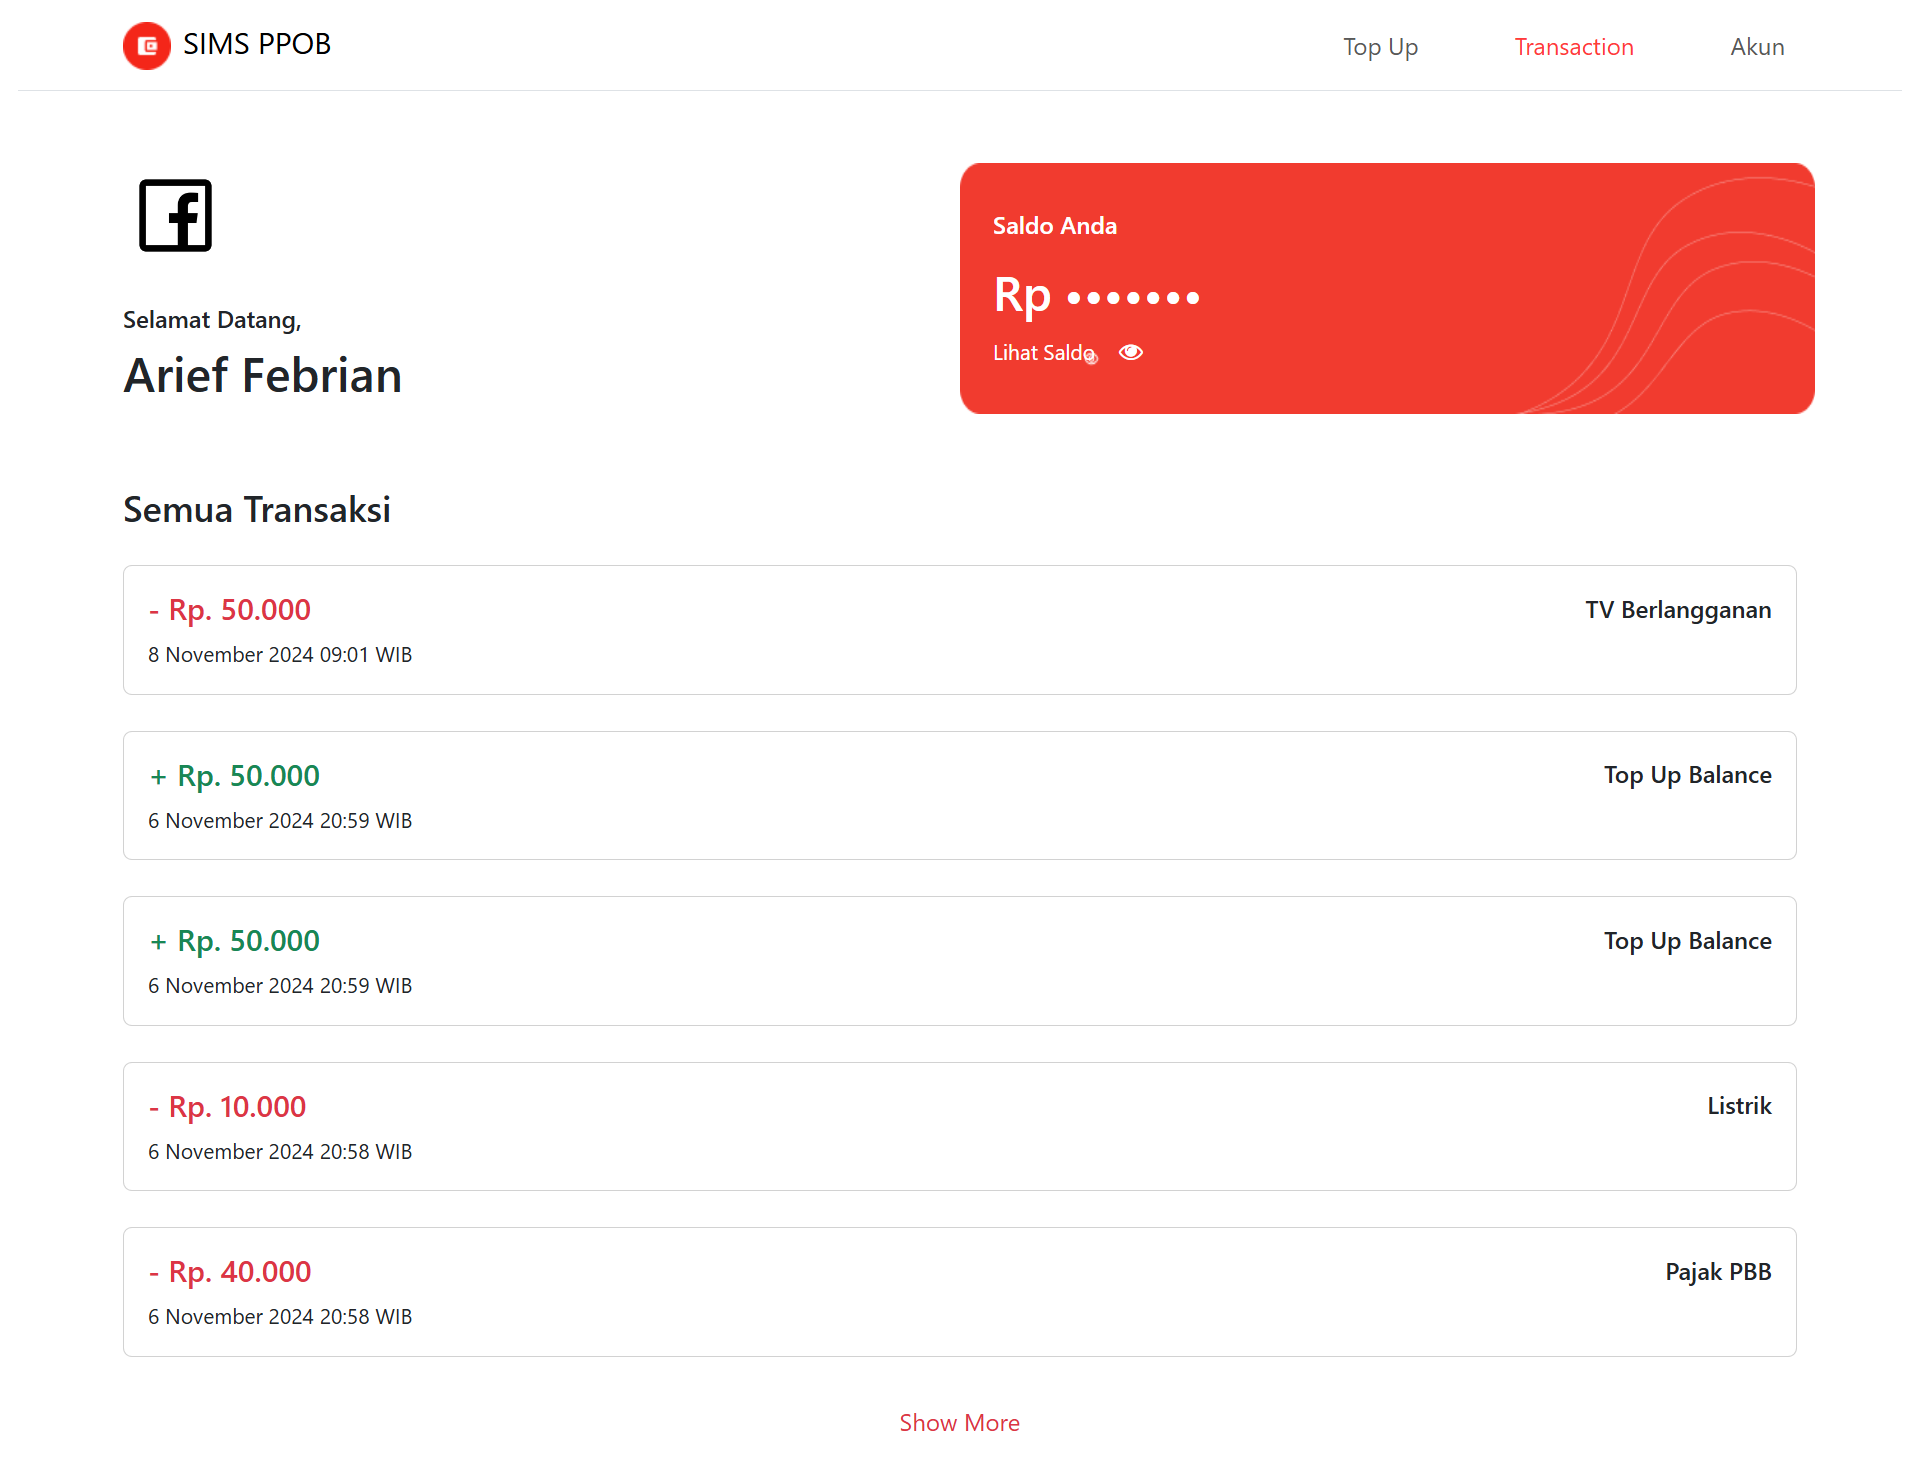 SIMS PPOB
Top Up
Transaction
Akun
Selamat Datang,
Arief Febrian
Saldo Anda
Rp •••••••
Lihat Saldo
Semua Transaksi
- Rp. 50.000
TV Berlangganan
8 November 2024 09:01 WIB
+ Rp. 50.000
Top Up Balance
6 November 2024 20:59 WIB
+ Rp. 50.000
Top Up Balance
6 November 2024 20:59 WIB
- Rp. 10.000
Listrik
6 November 2024 20:58 WIB
- Rp. 40.000
Pajak PBB
6 November 2024 20:58 WIB
Show More